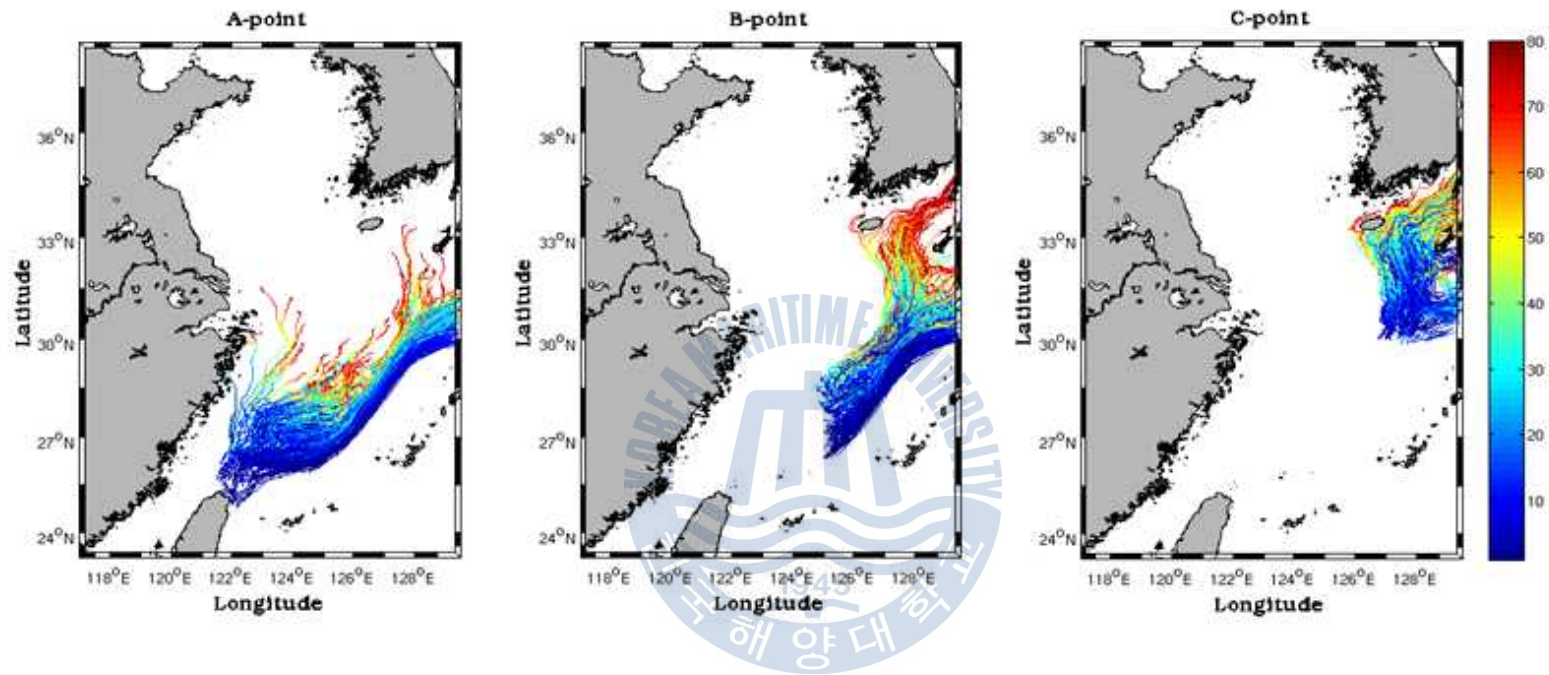 A-point
B-point
C-point
36°N
33°N
30°N
27°N
24°N
118°E
120°E
122°E
124°E
126°E
128°E
Latitude
Longitude
36°N
33°N
30°N
27°N
24°N
118°E
120°E
122°E
124°E
126°E
128°E
Latitude
Longitude
36°N
33°N
30°N
27°N
24°N
118°E
120°E
122°E
124°E
126°E
128°E
Latitude
Longitude
80
70
60
50
40
30
20
10
KOREA MARITIME UNIVERSITY
1945
한국해양대학교